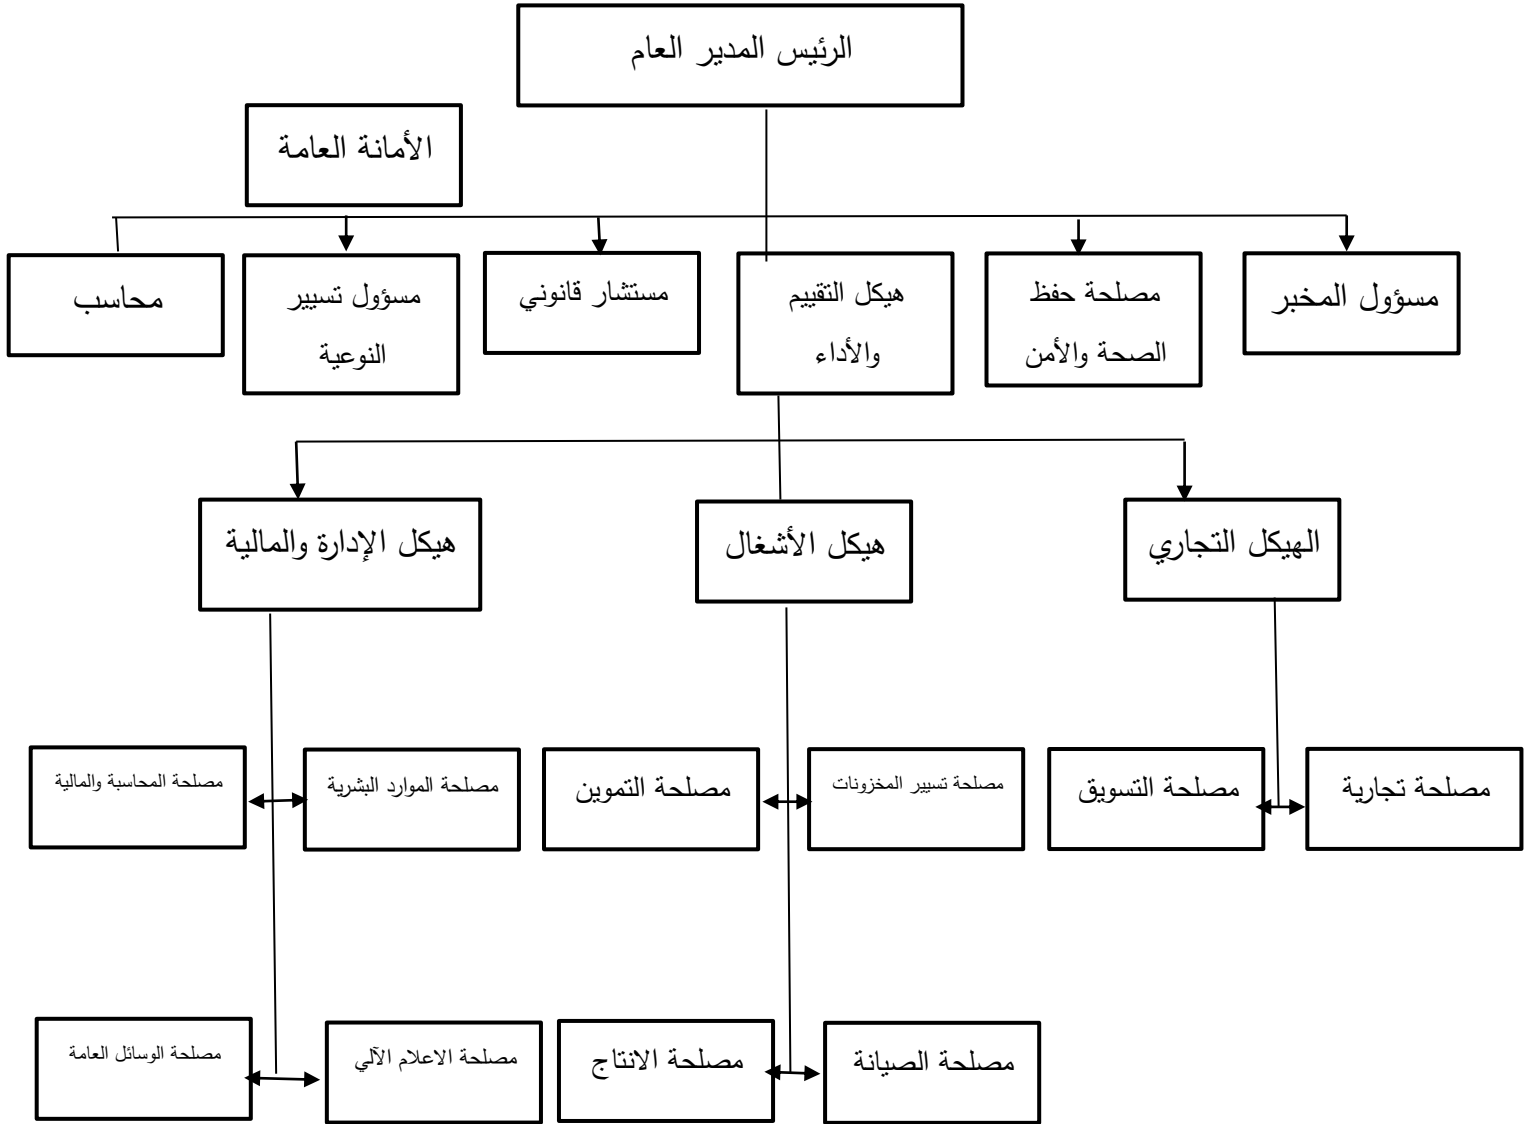 الرئيس المدير العام
الأمانة العامة
مسؤول المخبر
مصلحة حفظ
الصحة والأمن
هيكل التقييم
والأداء
مستشار قانوني
مسؤول تسيير
النوعية
محاسب
الهيكل التجاري
هيكل الأشغال
هيكل الإدارة والمالية
مصلحة تجارية
مصلحة التسويق
مصلحة تسيير المخزونات
مصلحة التموين
مصلحة الموارد البشرية
مصلحة المحاسبة والمالية
مصلحة الصيانة
مصلحة الانتاج
مصلحة الاعلام الآلي
مصلحة الوسائل العامة